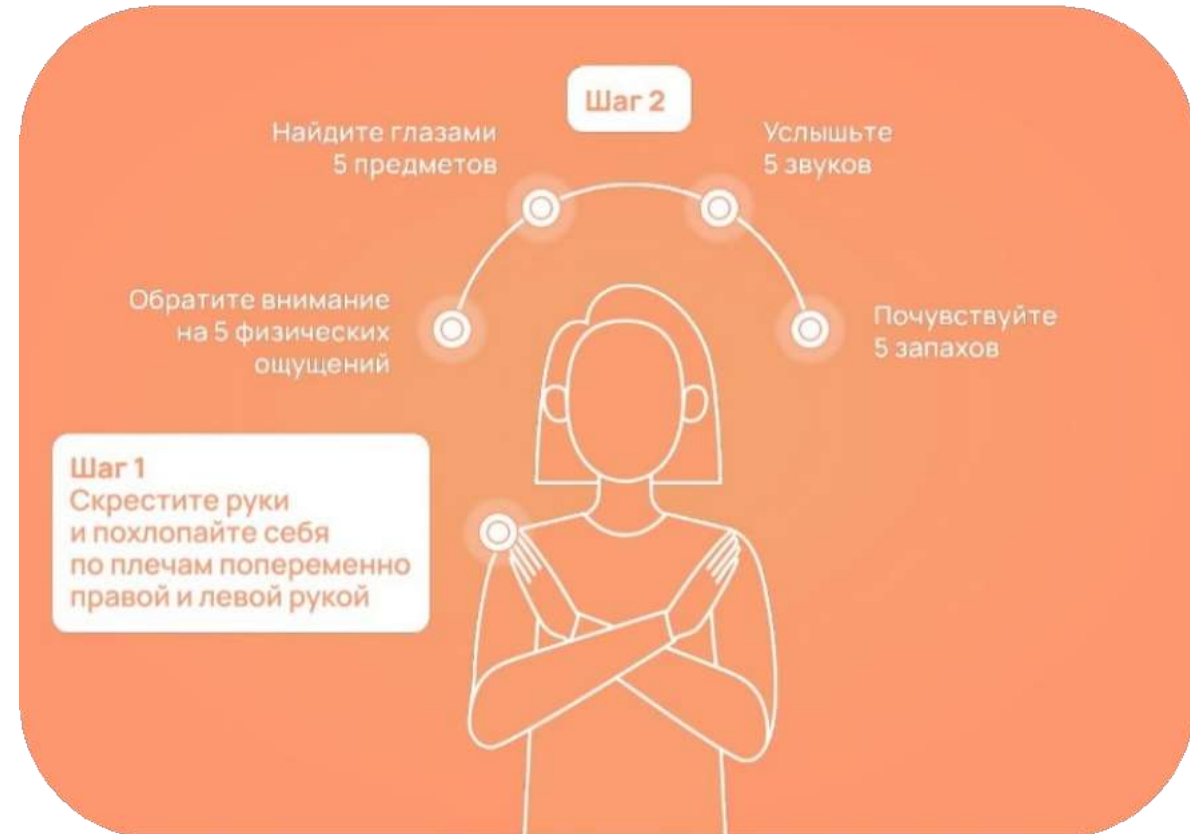 Шаг 2
Найдите глазами
5 предметов
Услышьте
5 звуков
Обратите внимание
на 5 физических
ощущений
Почувствуйте
5 запахов
Шаг 1
Скрестите руки
и похлопайте себя
по плечам попеременно
правой и левой рукой